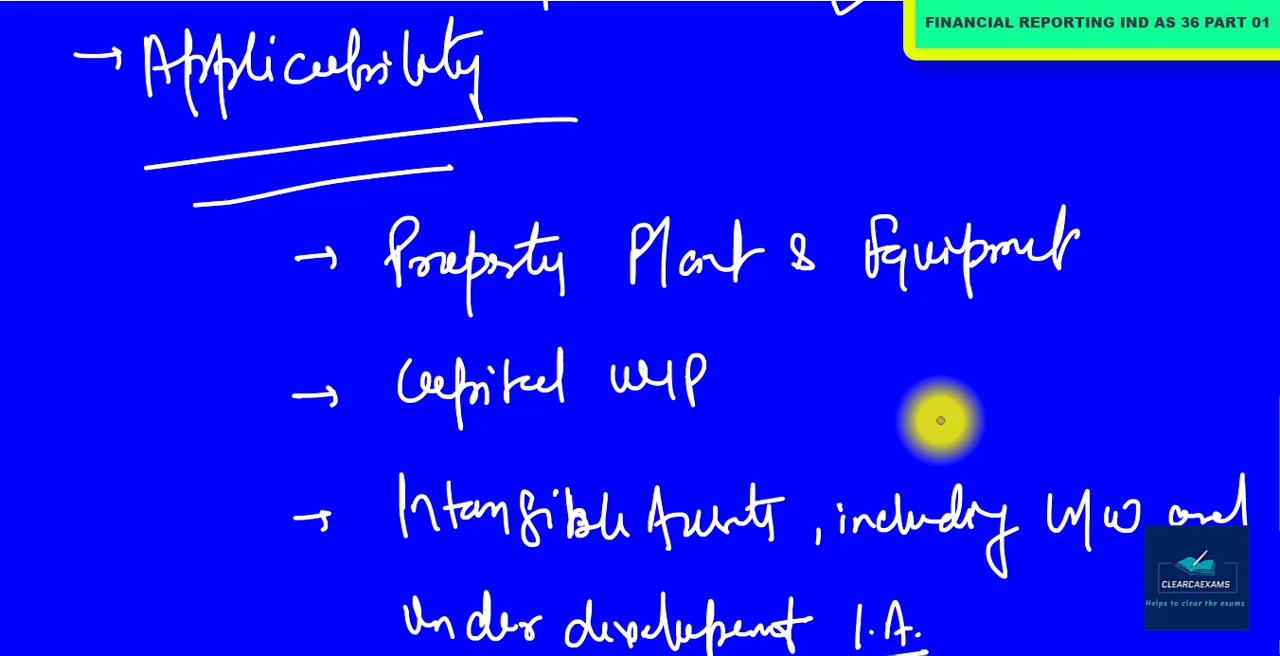 FINANCIAL REPORTING IND AS 36 PART 01
→ Applicability
→ Property Plant & Equipment
→ Capital WIP
→ Intangible Assets, including G/W and
under development I.A.
CLEARCAEXAMS
Helps to clear the exams